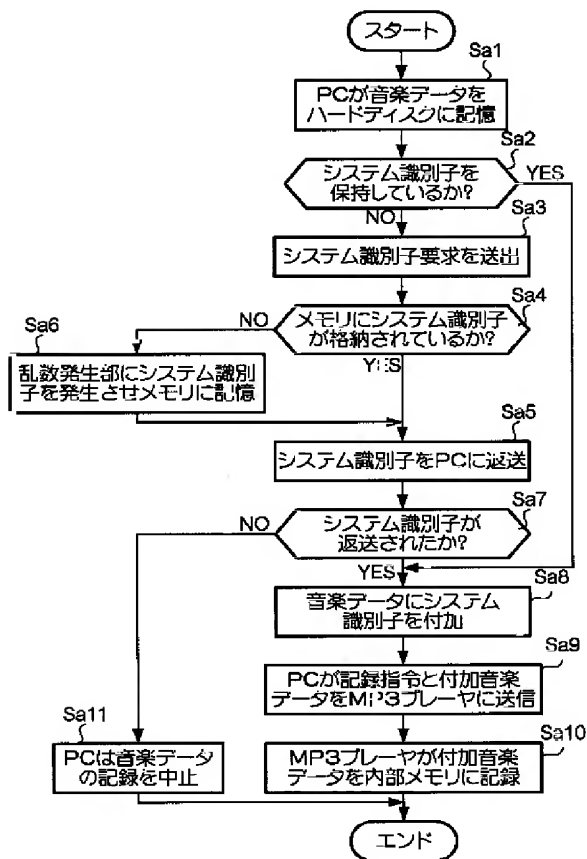 スタート
Sa1
PCが音楽データを
ハードディスクに記憶
Sa2
システム識別子を
保持しているか?
YES
NO
Sa3
システム識別子要求を送出
Sa4
メモリにシステム識別子
が格納されているか?
NO
YES
Sa6
乱数発生部にシステム識別
子を発生させメモリに記憶
Sa5
システム識別子をPCに返送
Sa7
システム識別子が
返送されたか?
NO
YES
Sa8
音楽データにシステム
識別子を付加
Sa9
PCが記録指令と付加音楽
データをMP3プレーヤに送信
Sa11
PCは音楽データ
の記録を中止
Sa10
MP3プレーヤが付加音楽
データを内部メモリに記録
エンド